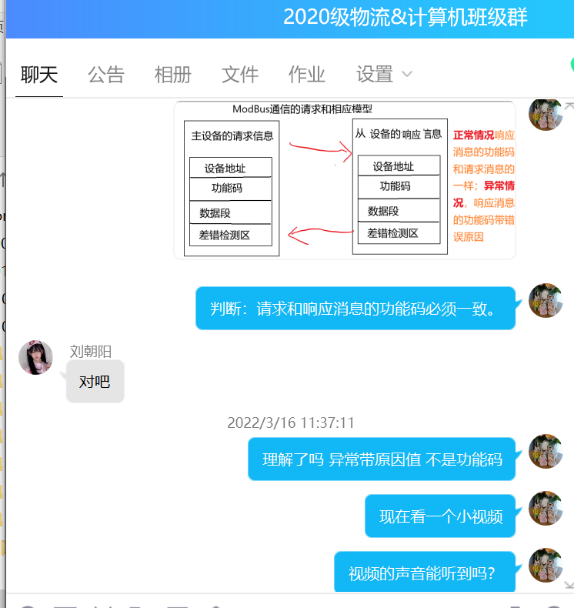 2020级物流&计算机班级群
聊天 公告 相册 文件 作业 设置
ModBus通信的请求和相应模型
主设备的请求信息
设备地址
功能码
数据段
差错检测区
从 设备的响应 言息
设备地址
功能码
数据段
差错检测区
正常情况响应
消息的功能码
和请求消息的
一样；异常情
况，响应消息
的功能码带错
误原因
判断：请求和响应消息的功能码必须一致。
刘朝阳
对吧
2022/3/16 11:37:11
理解了吗 异常带原因值 不是功能码
现在看一个小视频
视频的声音能听到吗？